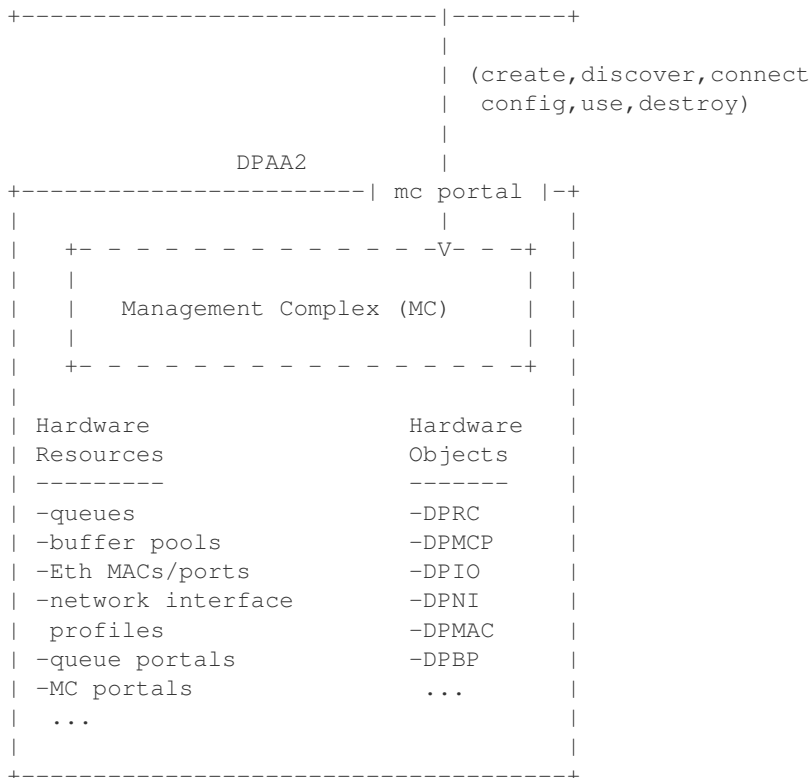 (create,discover,connect
config,use,destroy)
DPAA2
mc portal
Management Complex (MC)
Hardware Hardware
Resources Objects
--------- -------
-queues -DPRC
-buffer pools -DPMCP
-Eth MACs/ports -DPIO
-network interface -DPNI
profiles -DPMAC
-queue portals -DPBP
-MC portals ...
...